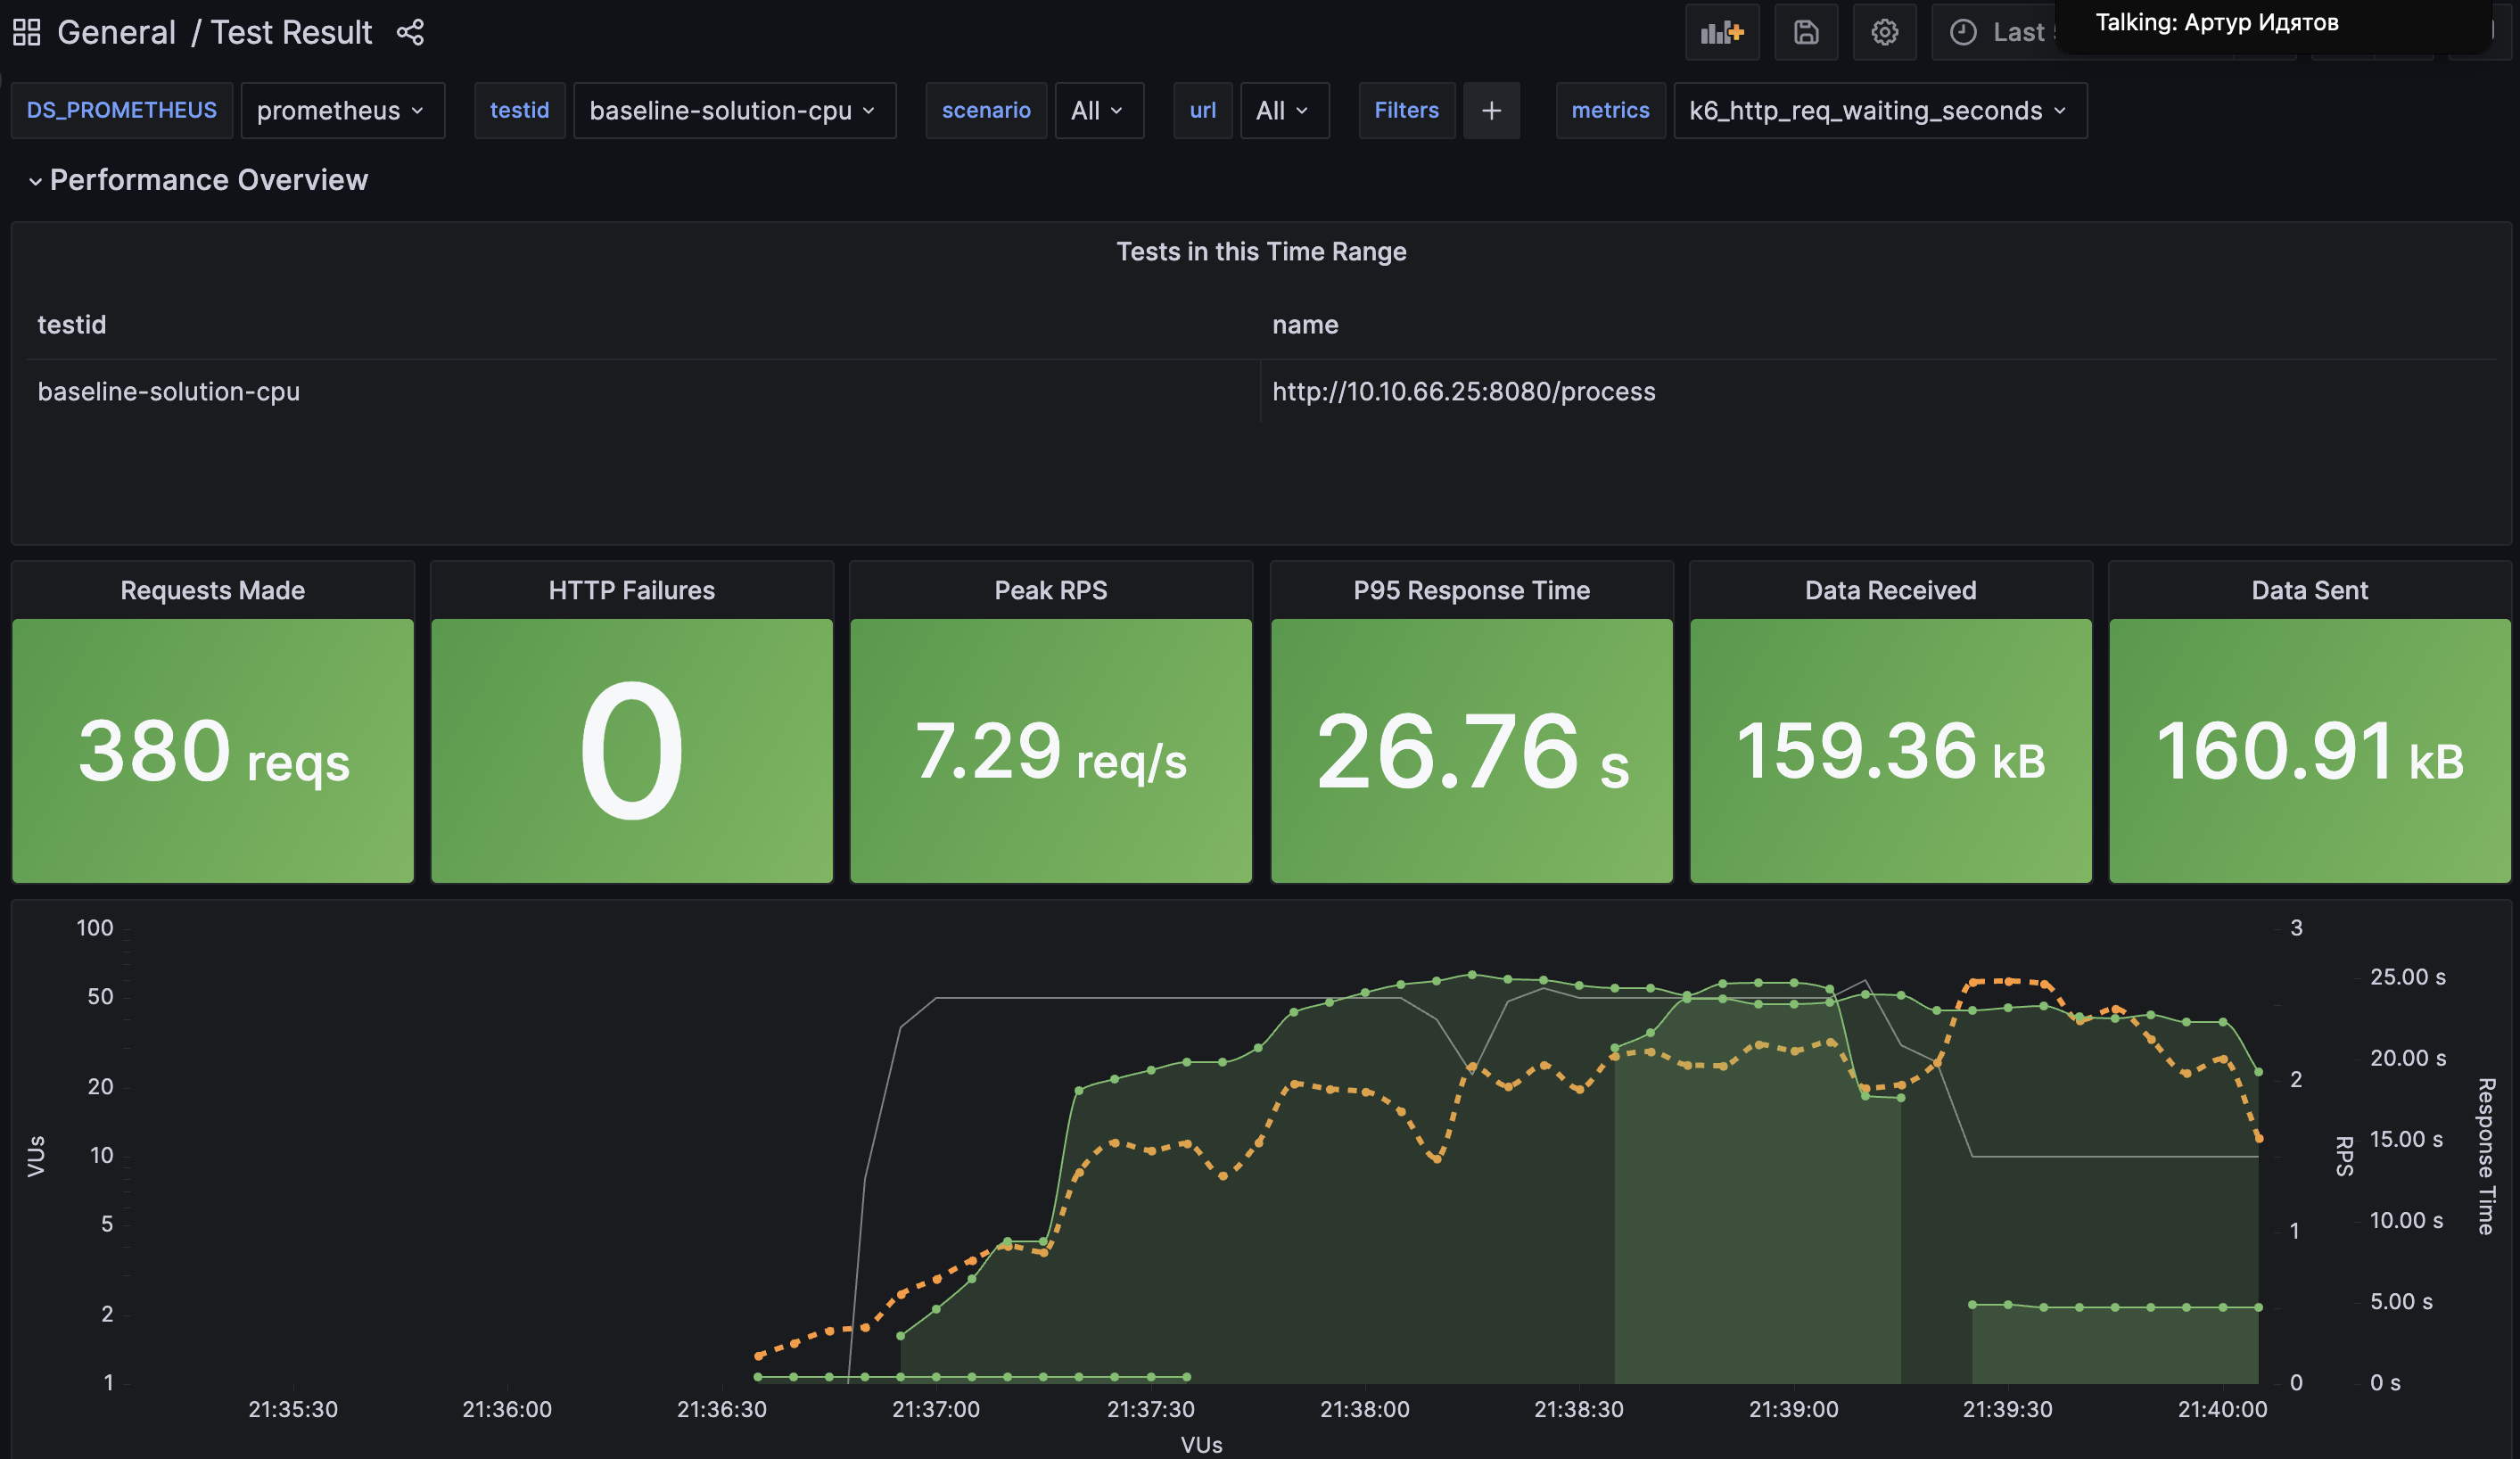 General / Test Result
Last
Talking: Артур Идятов
DS_PROMETHEUS prometheus testid baseline-solution-cpu scenario All url All Filters + metrics k6_http_req_waiting_seconds
Performance Overview
Tests in this Time Range
testid name
baseline-solution-cpu http://10.10.66.25:8080/process
Requests Made
380 reqs
HTTP Failures
0
Peak RPS
7.29 req/s
P95 Response Time
26.76 s
Data Received
159.36 kB
Data Sent
160.91 kB
100
50
20
10
5
2
1
VUs
3
2
1
0
RPS
25.00 s
20.00 s
15.00 s
10.00 s
5.00 s
0 s
Response Time
21:35:30 21:36:00 21:36:30 21:37:00 21:37:30 21:38:00 21:38:30 21:39:00 21:39:30 21:40:00
VUs